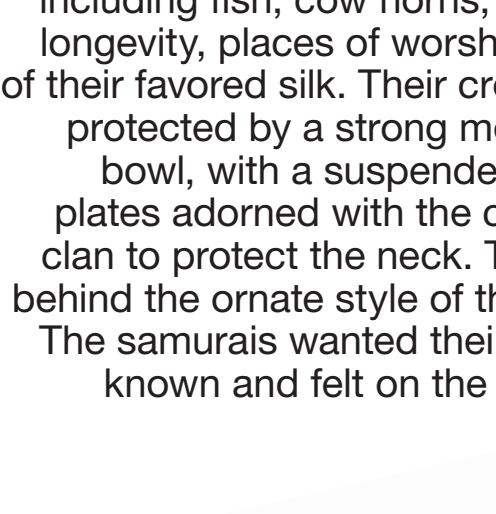 including fish, cow horns,
longevity, places of worsh
of their favored silk. Their cr
protected by a strong m
bowl, with a suspende
plates adorned with the c
clan to protect the neck. T
behind the ornate style of th
The samurais wanted thei
known and felt on the